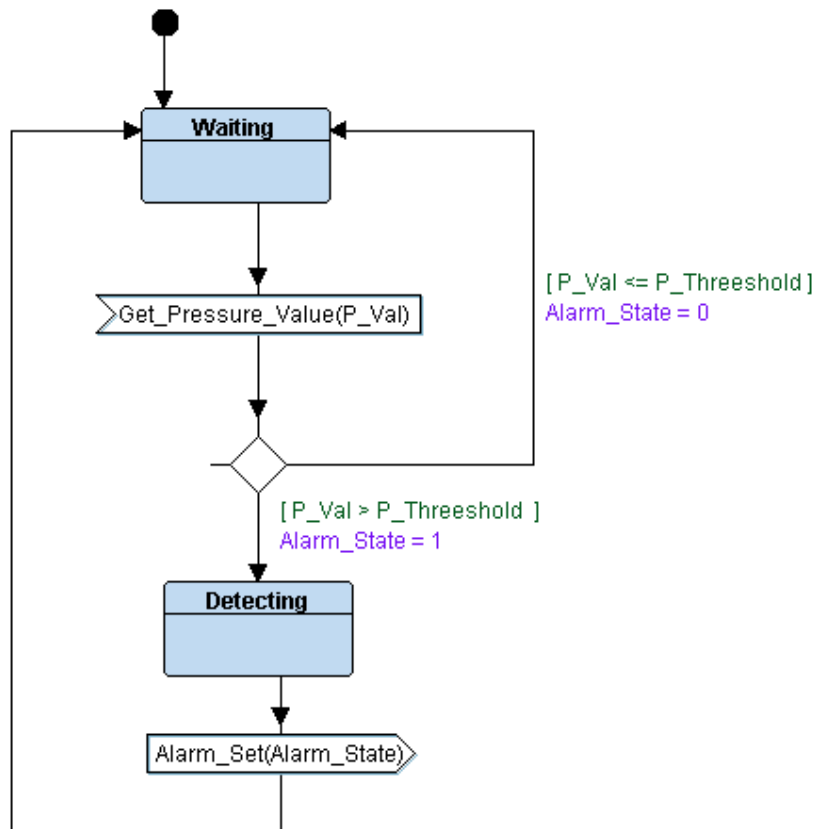 Waiting
[ P_Val <= P_Threeshold ]
Alarm_State = 0
Get_Pressure_Value(P_Val)
[ P_Val > P_Threeshold ]
Alarm_State = 1
Detecting
Alarm_Set(Alarm_State)